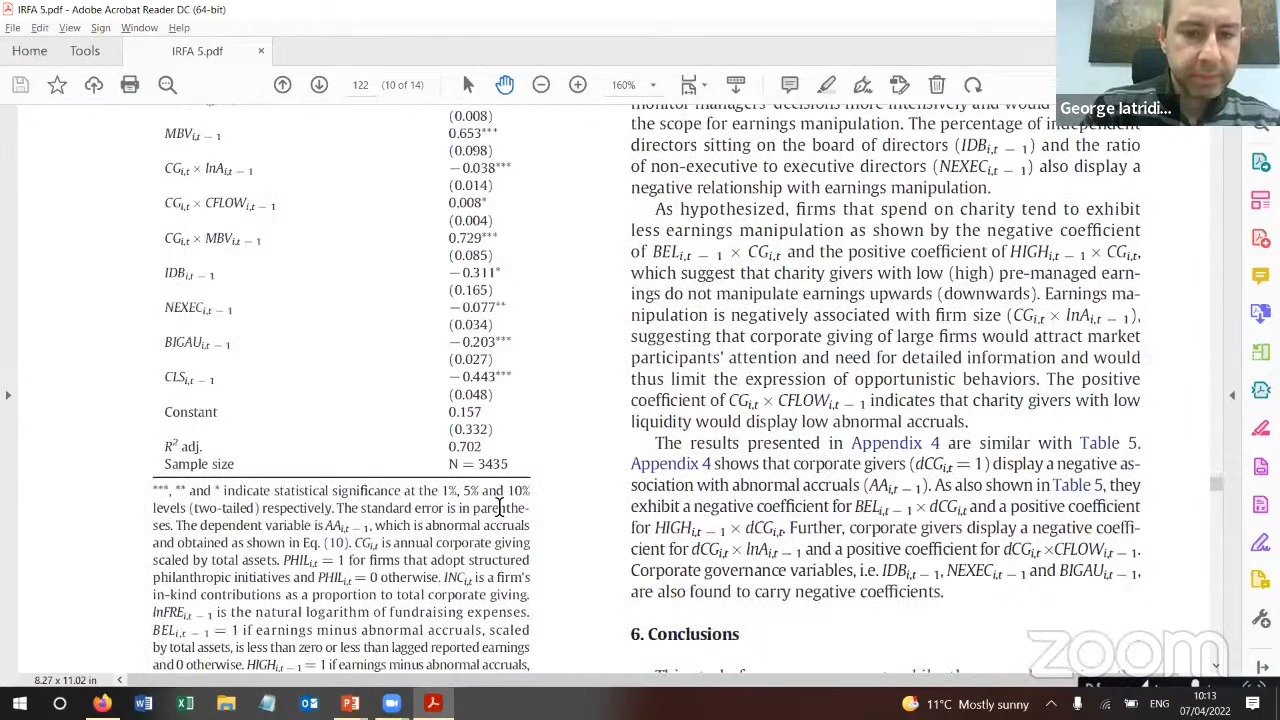 IRFA 5.pdf - Adobe Acrobat Reader DC (64-bit)
File Edit View Sign Window Help
Home Tools IRFA 5.pdf ×
122 (10 of 14) 160%
George Iatridi...
(0.008)
MBVi,t − 1 0.653***
(0.098)
CGi,t × lnAi,t − 1 −0.038***
(0.014)
CGi,t × CFLOWi,t − 1 0.008*
(0.004)
CGi,t × MBVi,t − 1 0.729***
(0.085)
IDBi,t − 1 −0.311*
(0.165)
NEXECi,t − 1 −0.077**
(0.034)
BIGAUi,t − 1 −0.203***
(0.027)
CLSi,t − 1 −0.443***
(0.048)
Constant 0.157
(0.332)
R² adj. 0.702
Sample size N = 3435
***, ** and * indicate statistical significance at the 1%, 5% and 10%
levels (two-tailed) respectively. The standard error is in parenthe-
ses. The dependent variable is AAi,t − 1, which is abnormal accruals
and obtained as shown in Eq. (10). CGi,t is annual corporate giving
scaled by total assets. PHILi,t = 1 for firms that adopt structured
philanthropic initiatives and PHILi,t = 0 otherwise. INCi,t is a firm's
in-kind contributions as a proportion to total corporate giving.
lnFREi,t − 1 is the natural logarithm of fundraising expenses.
BELi,t − 1 = 1 if earnings minus abnormal accruals, scaled
by total assets, is less than zero or less than lagged reported earnings
and 0 otherwise. HIGHi,t − 1 = 1 if earnings minus abnormal accruals,
monitor managers' decisions more intensively and would
the scope for earnings manipulation. The percentage of independent
directors sitting on the board of directors (IDBi,t − 1) and the ratio
of non-executive to executive directors (NEXECi,t − 1) also display a
negative relationship with earnings manipulation.
As hypothesized, firms that spend on charity tend to exhibit
less earnings manipulation as shown by the negative coefficient
of BELi,t − 1 × CGi,t and the positive coefficient of HIGHi,t − 1 × CGi,t,
which suggest that charity givers with low (high) pre-managed earn-
ings do not manipulate earnings upwards (downwards). Earnings ma-
nipulation is negatively associated with firm size (CGi,t × lnAi,t − 1),
suggesting that corporate giving of large firms would attract market
participants' attention and need for detailed information and would
thus limit the expression of opportunistic behaviors. The positive
coefficient of CGi,t × CFLOWi,t − 1 indicates that charity givers with low
liquidity would display low abnormal accruals.
The results presented in Appendix 4 are similar with Table 5.
Appendix 4 shows that corporate givers (dCGi,t = 1) display a negative as-
sociation with abnormal accruals (AAi,t − 1). As also shown in Table 5, they
exhibit a negative coefficient for BELi,t − 1 × dCGi,t and a positive coefficient
for HIGHi,t − 1 × dCGi,t. Further, corporate givers display a negative coeffi-
cient for dCGi,t × lnAi,t − 1 and a positive coefficient for dCGi,t ×CFLOWi,t − 1.
Corporate governance variables, i.e. IDBi,t − 1, NEXECi,t − 1 and BIGAUi,t − 1,
are also found to carry negative coefficients.
6. Conclusions
zoom
8.27 x 11.02 in
11°C Mostly sunny ENG 10:13
07/04/2022